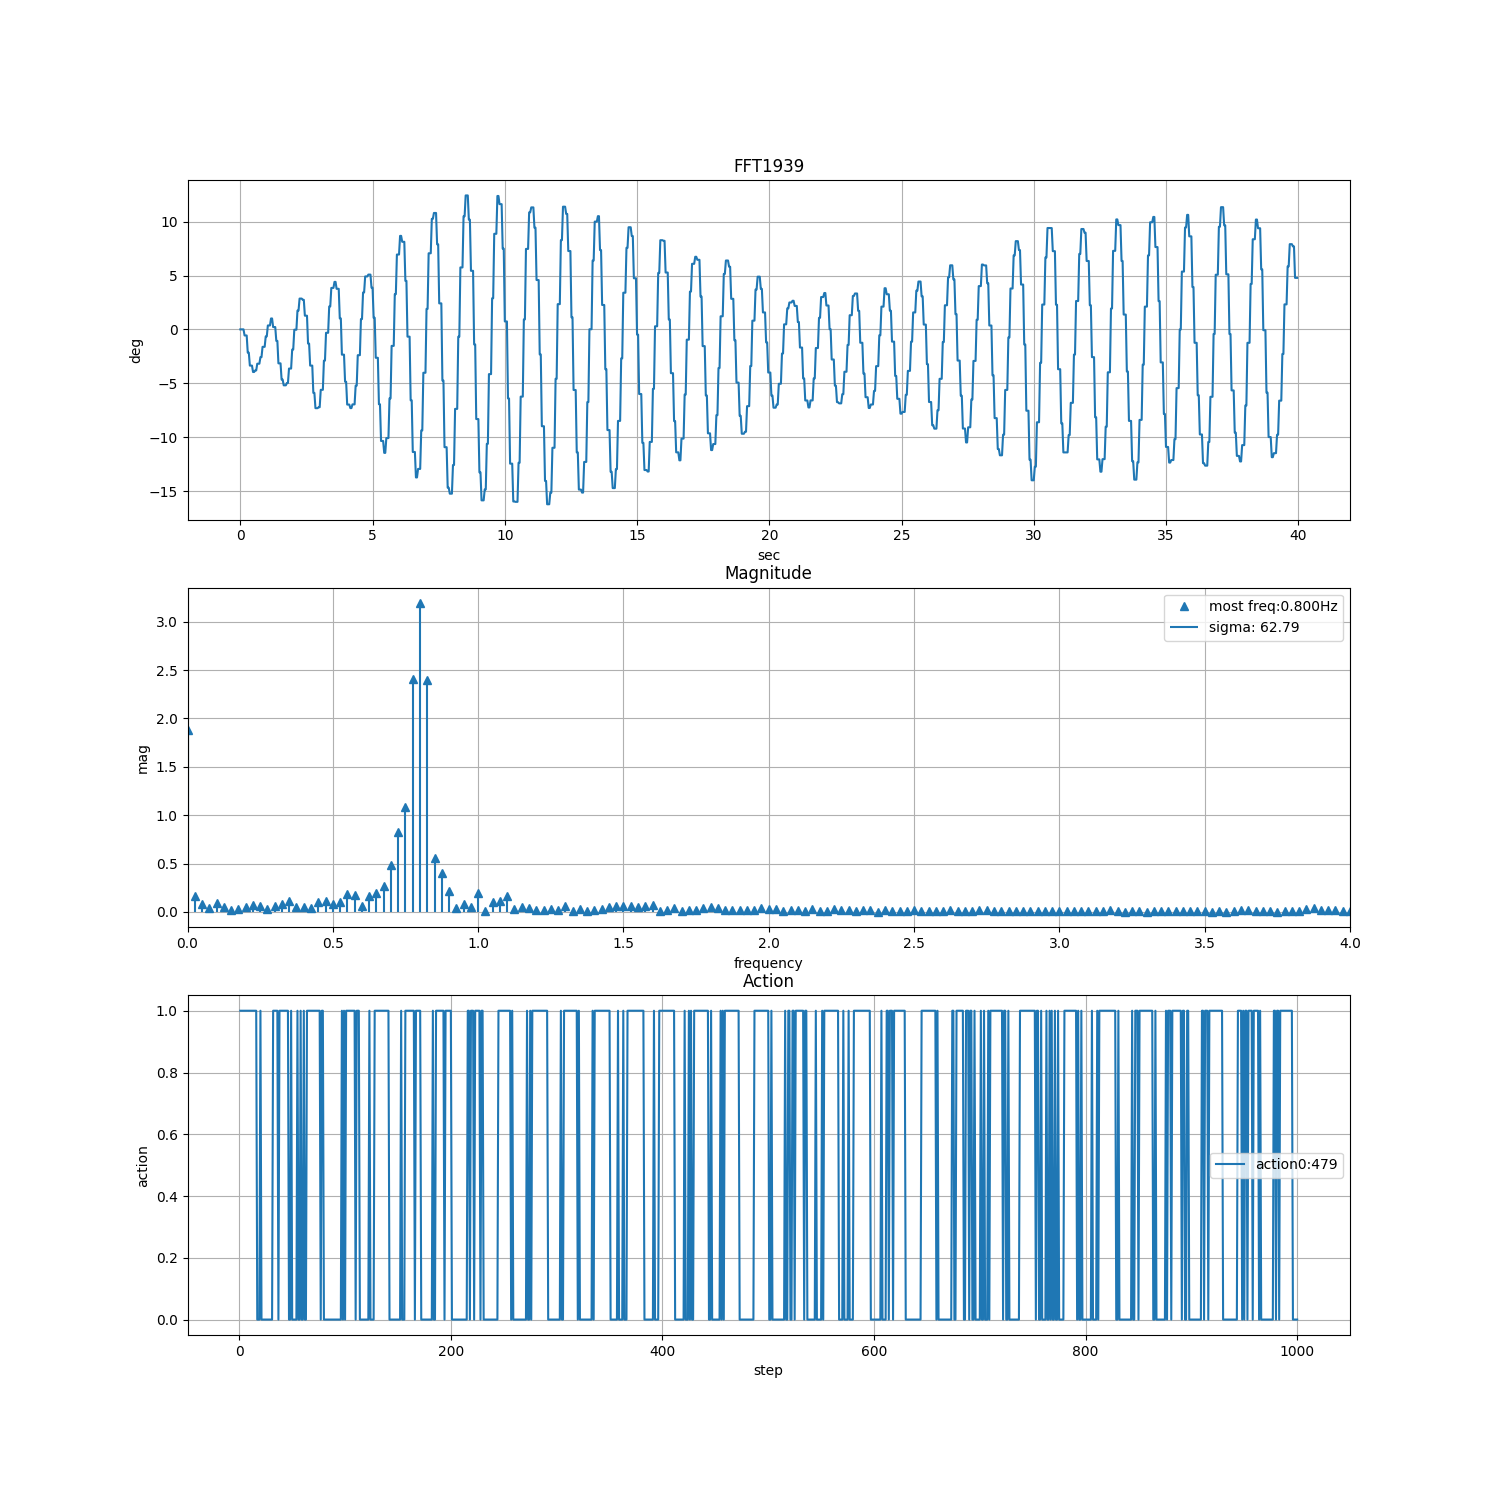 FFT1939
10
5
0
−5
−10
−15
deg
0 5 10 15 20 25 30 35 40
sec
Magnitude
most freq:0.800Hz
sigma: 62.79
3.0
2.5
2.0
1.5
1.0
0.5
0.0
mag
0.0 0.5 1.0 1.5 2.0 2.5 3.0 3.5 4.0
frequency
Action
1.0
0.8
0.6
0.4
0.2
0.0
action
action0:479
0 200 400 600 800 1000
step